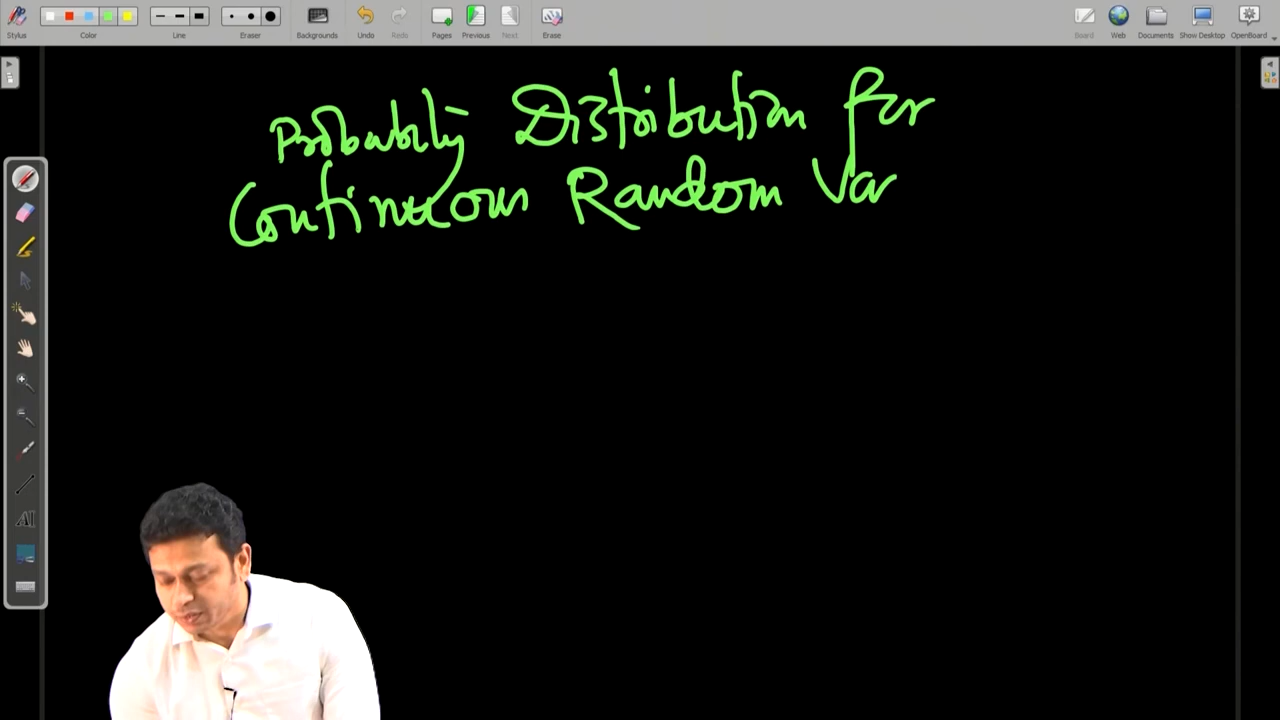 Stylus
Color
Line
Eraser
Backgrounds
Undo
Redo
Pages
Previous
Next
Erase
Board
Web
Documents
Show Desktop
OpenBoard
Probability Distribution for
Continuous Random Var
AI